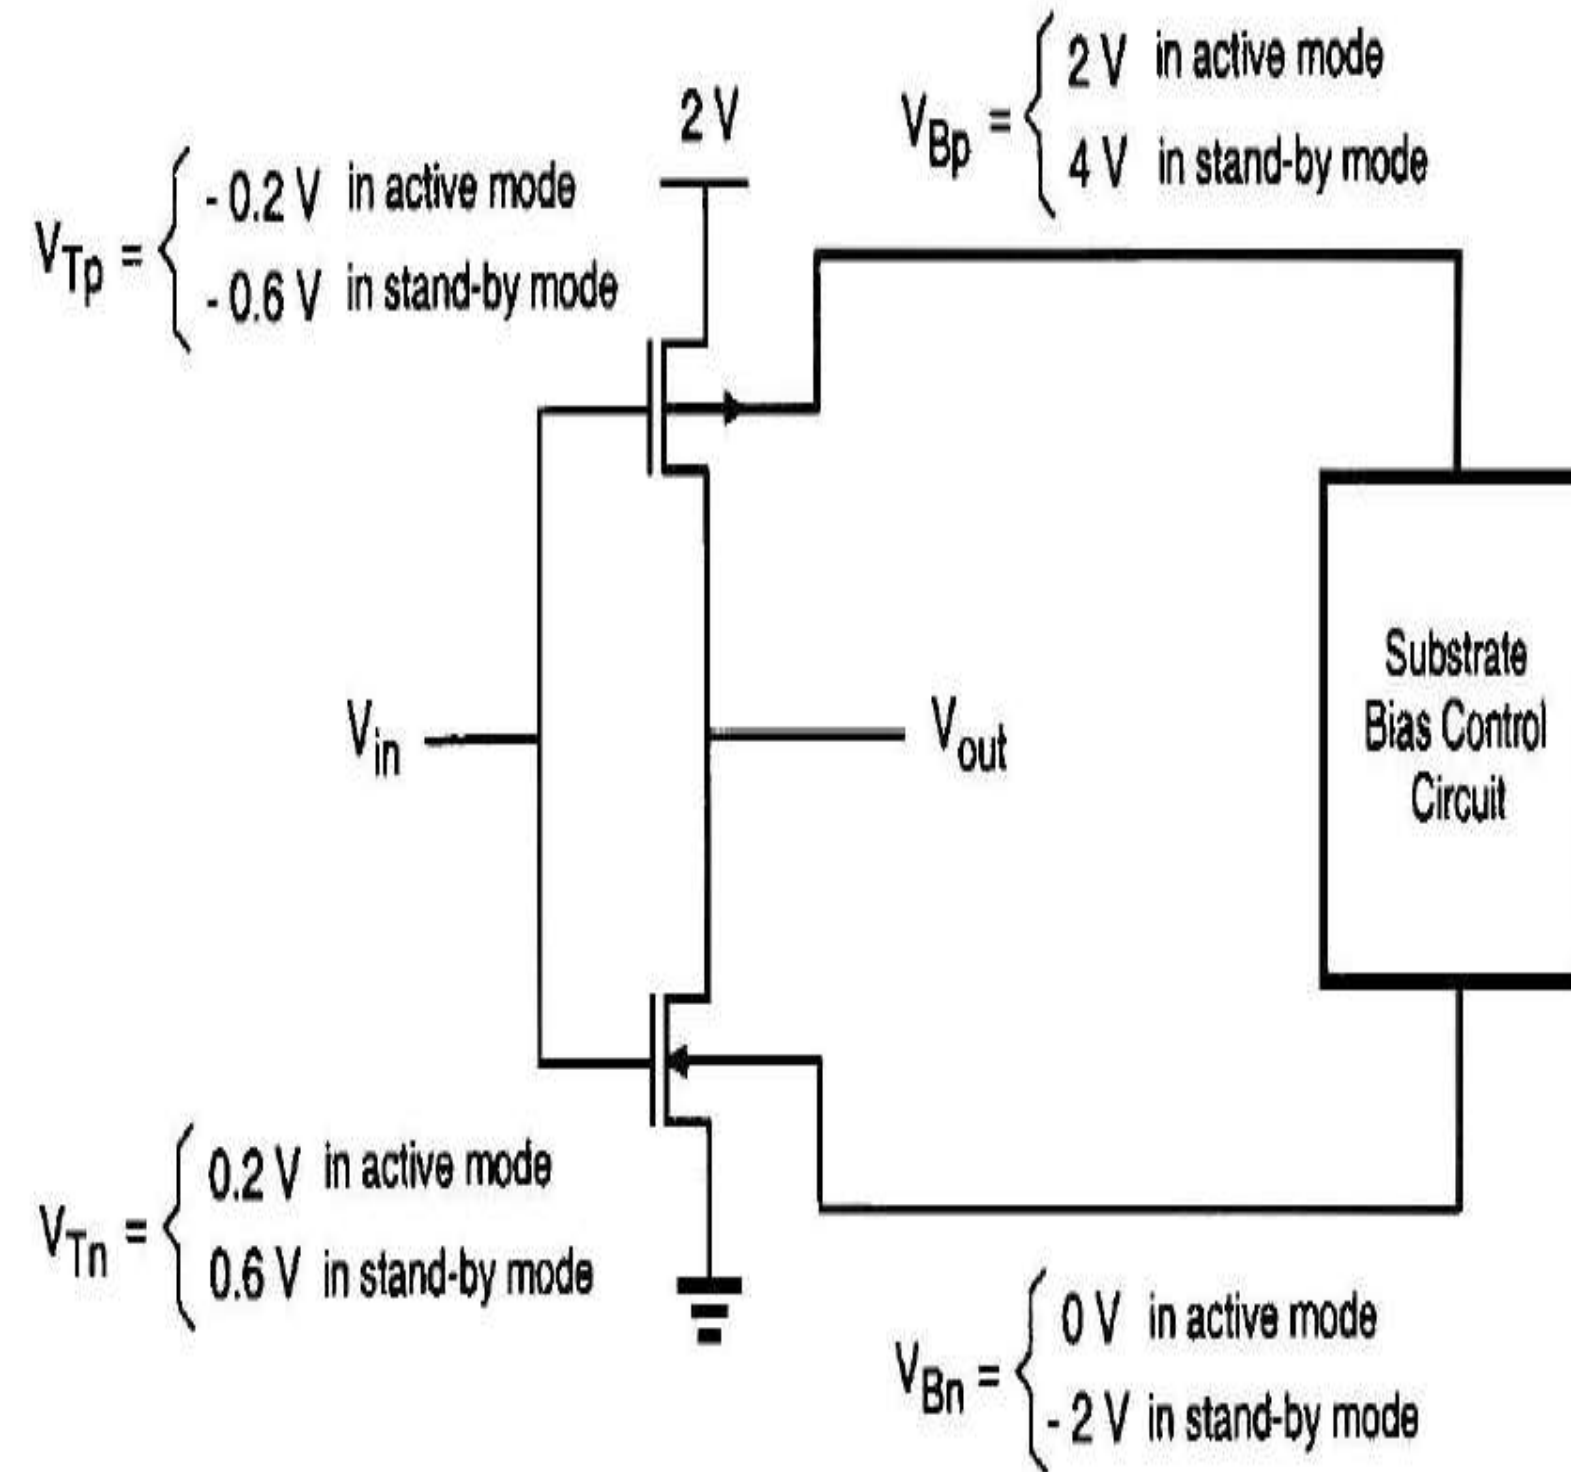 2 V
V_Bp = { 2 V in active mode
4 V in stand-by mode
V_Tp = { - 0.2 V in active mode
- 0.6 V in stand-by mode
V_in
V_out
Substrate
Bias Control
Circuit
V_Tn = { 0.2 V in active mode
0.6 V in stand-by mode
V_Bn = { 0 V in active mode
- 2 V in stand-by mode